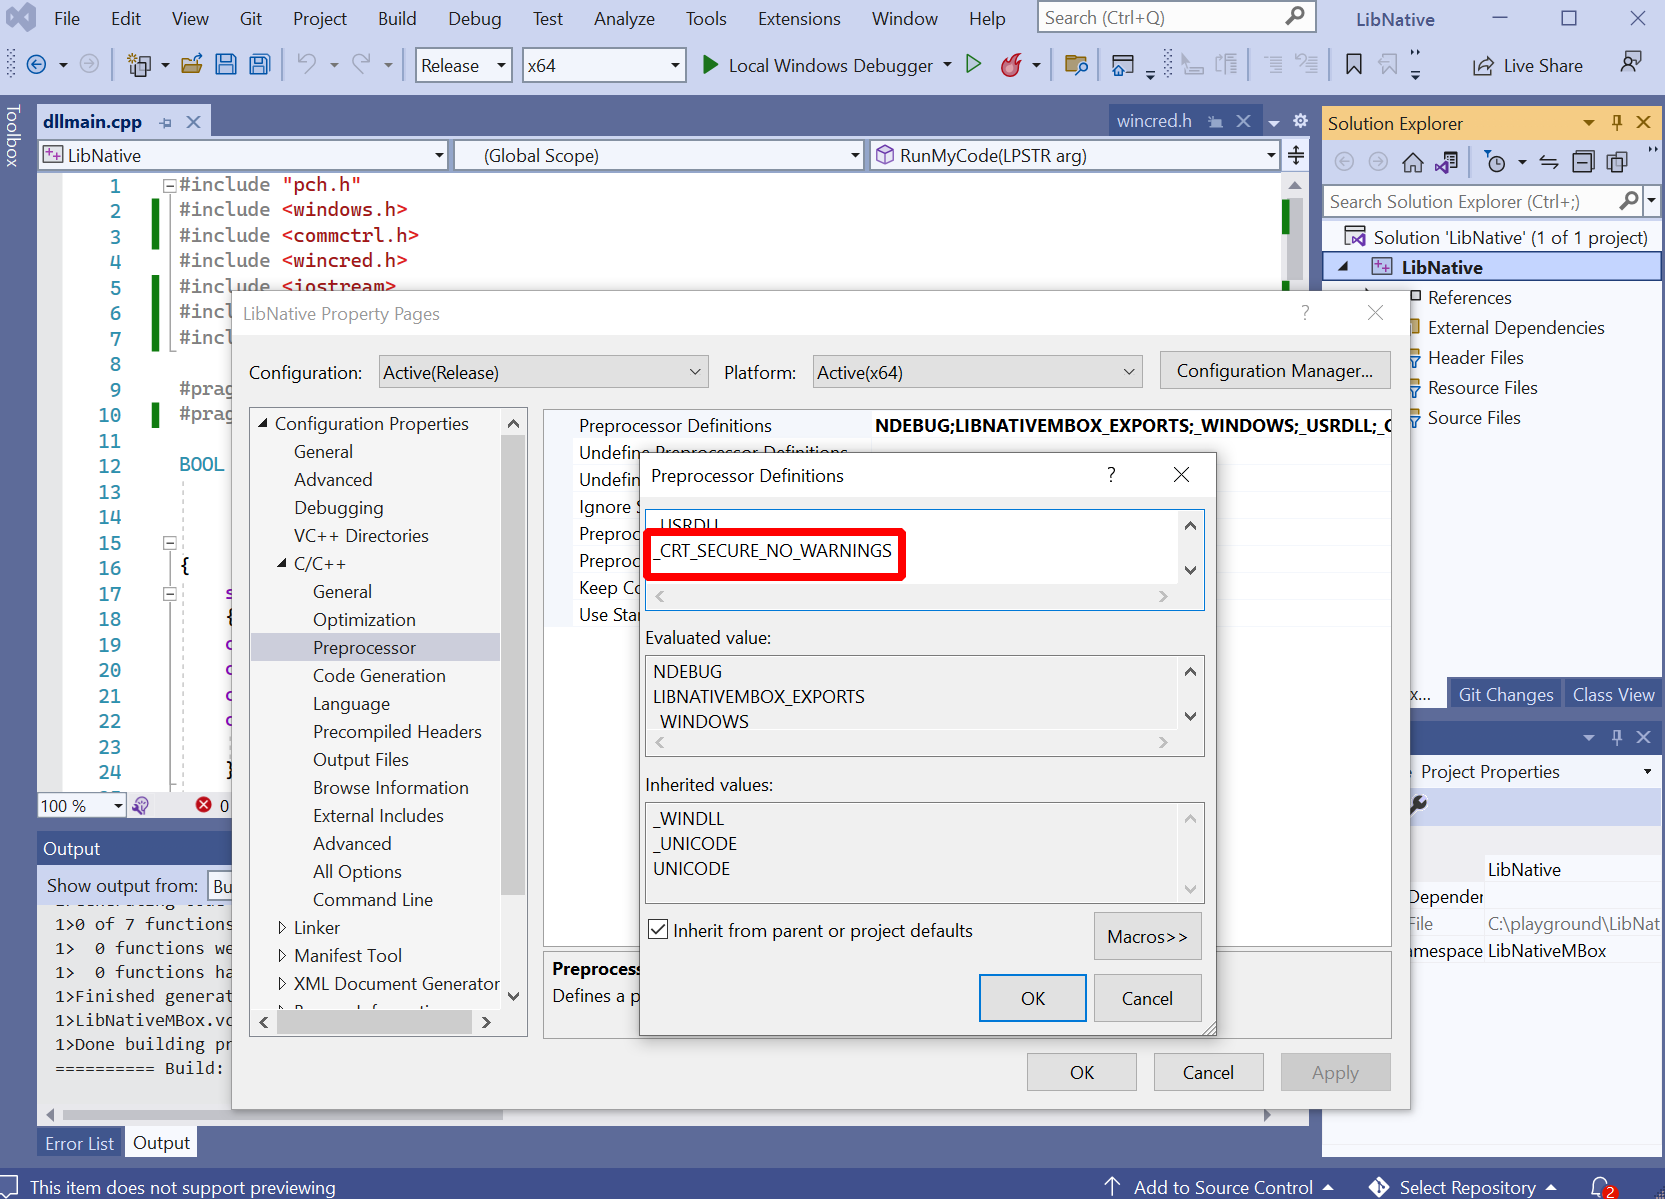 File Edit View Git Project Build Debug Test Analyze Tools Extensions Window Help Search (Ctrl+Q) LibNative
Release x64 Local Windows Debugger Live Share
Toolbox
dllmain.cpp wincred.h
LibNative (Global Scope) RunMyCode(LPSTR arg)
1 #include "pch.h"
2 #include <windows.h>
3 #include <commctrl.h>
4 #include <wincred.h>
5 #include <iostream>
6 #incl
7 #incl
8
9 #prag
10 #prag
11
12 BOOL
13
14
15
16 {
17
18 {
19
20
21
22
23
24 }
100 % 0
Output
Show output from: Bu
1>0 of 7 functions
1> 0 functions we
1> 0 functions ha
1>Finished generat
1>LibNativeMBox.vc
1>Done building pr
========== Build:
Error List Output
This item does not support previewing Add to Source Control Select Repository 2
LibNative Property Pages ?
Configuration: Active(Release) Platform: Active(x64) Configuration Manager...
Configuration Properties
General
Advanced
Debugging
VC++ Directories
C/C++
General
Optimization
Preprocessor
Code Generation
Language
Precompiled Headers
Output Files
Browse Information
External Includes
Advanced
All Options
Command Line
Linker
Manifest Tool
XML Document Generator
Preprocessor Definitions NDEBUG;LIBNATIVEMBOX_EXPORTS;_WINDOWS;_USRDLL;_C
Undefine Preprocessor Definitions
Undefin
Ignore S
Preproc
Preproc
Keep Co
Use Stan
Preprocess
Defines a p
OK Cancel Apply
Preprocessor Definitions ?
_USRDLL
_CRT_SECURE_NO_WARNINGS
Evaluated value:
NDEBUG
LIBNATIVEMBOX_EXPORTS
_WINDOWS
Inherited values:
_WINDLL
_UNICODE
UNICODE
Inherit from parent or project defaults
Macros>>
OK Cancel
Solution Explorer
Search Solution Explorer (Ctrl+;)
Solution 'LibNative' (1 of 1 project)
LibNative
References
External Dependencies
Header Files
Resource Files
Source Files
x... Git Changes Class View
Project Properties
LibNative
Depender
File C:\playground\LibNat
mespace LibNativeMBox